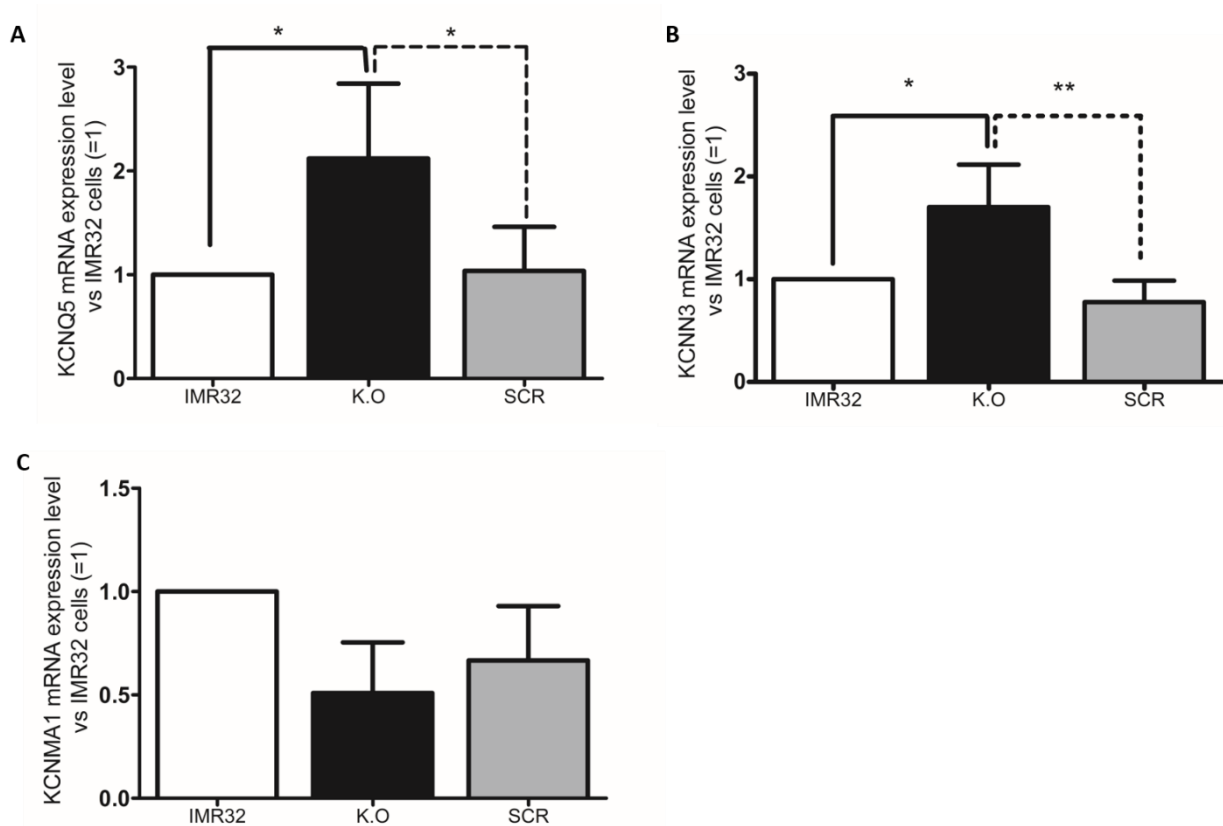 A
KCNQ5 mRNA expression level
vs IMR32 cells (=1)
3
2
1
0
*
*
IMR32
K.O
SCR
B
KCNN3 mRNA expression level
vs IMR32 cells (=1)
3
2
1
0
*
**
IMR32
K.O
SCR
C
KCNMA1 mRNA expression level
vs IMR32 cells (=1)
1.5
1.0
0.5
0.0
IMR32
K.O
SCR